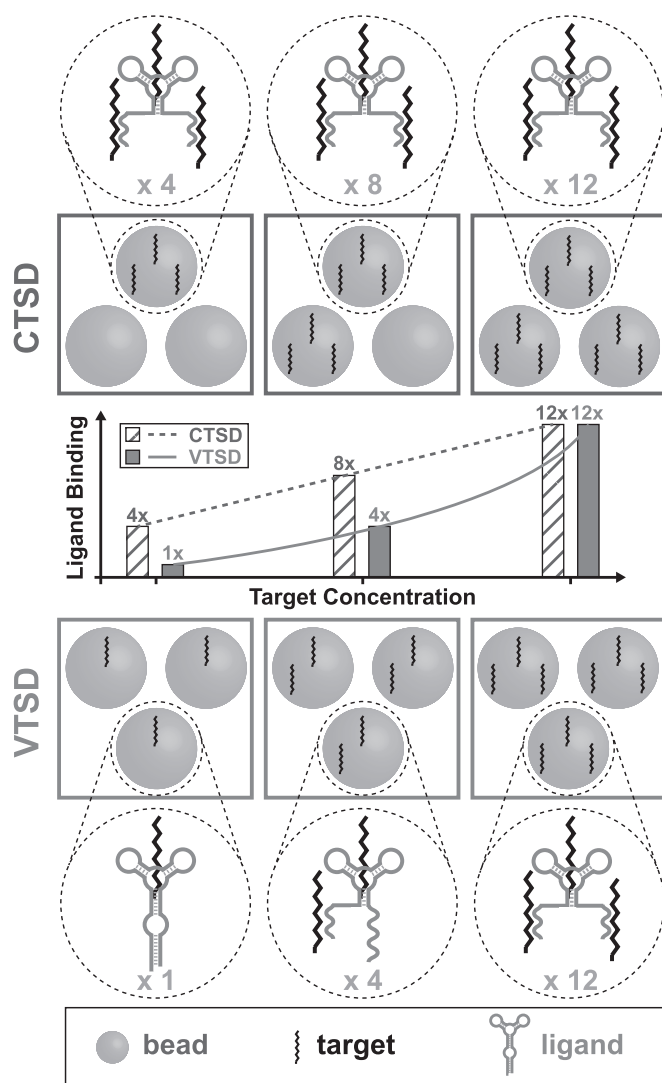 x 4
x 8
x 12
CTSD
Ligand Binding
CTSD
VTSD
4x
1x
8x
4x
12x
12x
Target Concentration
VTSD
x 1
x 4
x 12
bead
target
ligand